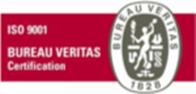 ISO 9001
BUREAU VERITAS
Certification
BUREAU VERITAS
1828